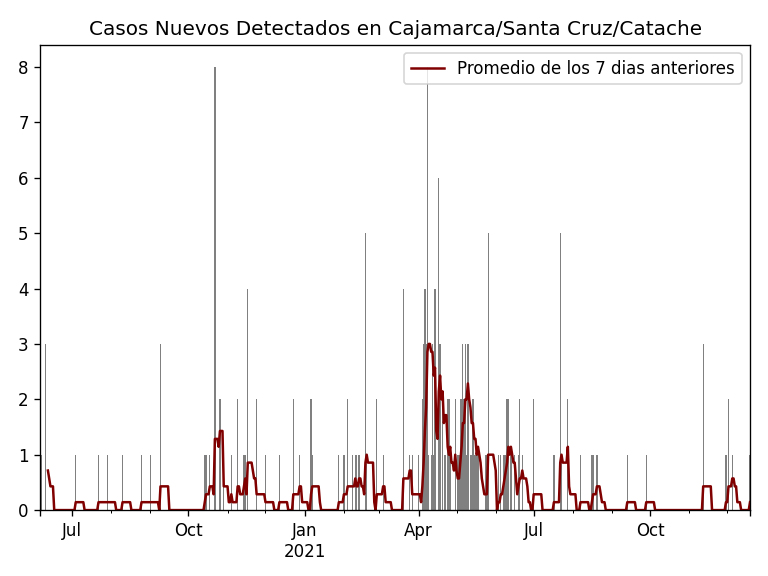 Casos Nuevos Detectados en Cajamarca/Santa Cruz/Catache
Promedio de los 7 dias anteriores
8
7
6
5
4
3
2
1
0
Jul
Oct
Jan
2021
Apr
Jul
Oct